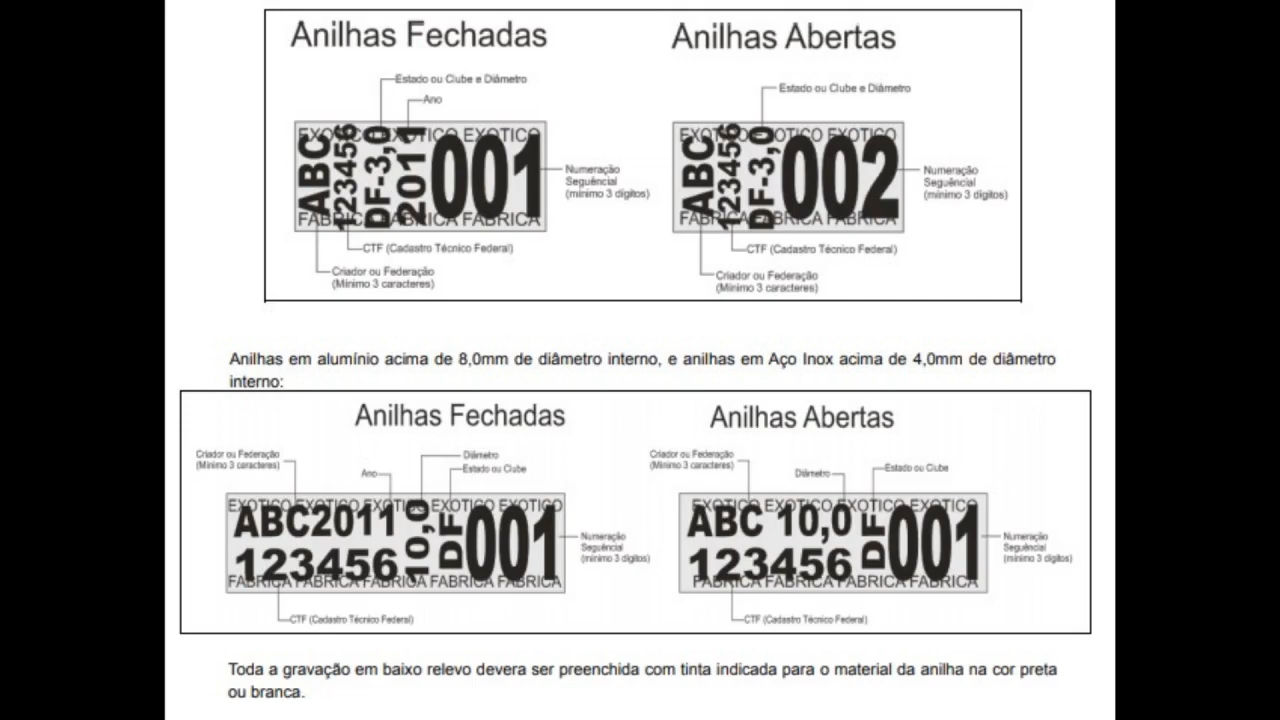 Anilhas Fechadas
Estado ou Clube e Diâmetro
Ano
EXOTICO EXOTICO EXOTICO
ABC
123456
DF-3,0
2011
001
FABRICA FABRICA FABRICA
Numeração
Seguêncial
(mínimo 3 dígitos)
CTF (Cadastro Técnico Federal)
Criador ou Federação
(Mínimo 3 caracteres)
Anilhas Abertas
Estado ou Clube e Diâmetro
EXOTICO EXOTICO EXOTICO
ABC
123456
DF-3,0
002
FABRICA FABRICA FABRICA
Numeração
Seguêncial
(mínimo 3 dígitos)
CTF (Cadastro Técnico Federal)
Criador ou Federação
(Mínimo 3 caracteres)
Anilhas em alumínio acima de 8,0mm de diâmetro interno, e anilhas em Aço Inox acima de 4,0mm de diâmetro
interno:
Anilhas Fechadas
Criador ou Federação
(Mínimo 3 caracteres)
Ano
Diâmetro
Estado ou Clube
EXOTICO EXOTICO EXOTICO EXOTICO EXOTICO
ABC2011
123456
10,0
DF
001
FABRICA FABRICA FABRICA FABRICA FABRICA
Numeração
Seguêncial
(mínimo 3 dígitos)
CTF (Cadastro Técnico Federal)
Anilhas Abertas
Criador ou Federação
(Mínimo 3 caracteres)
Diâmetro
Estado ou Clube
EXOTICO EXOTICO EXOTICO EXOTICO
ABC 10,0
123456
DF
001
FABRICA FABRICA FABRICA FABRICA
Numeração
Seguêncial
(mínimo 3 dígitos)
CTF (Cadastro Técnico Federal)
Toda a gravação em baixo relevo devera ser preenchida com tinta indicada para o material da anilha na cor preta
ou branca.